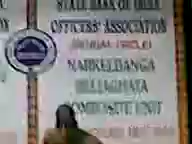 STATE BANK OF INDIA
OFFICERS' ASSOCIATION
(BENGAL CIRCLE)
NARKELDANGA
BELIAGHATA
COMPOSITE UNIT